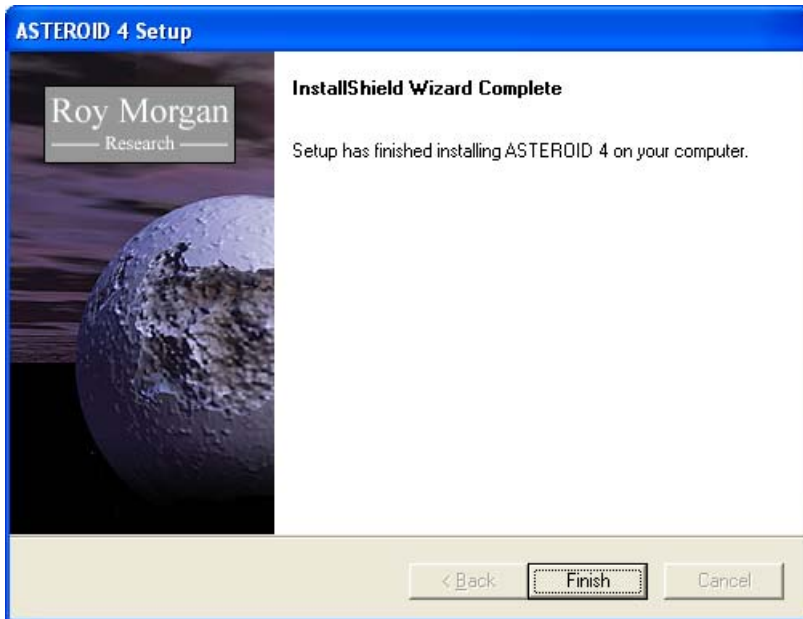 ASTEROID 4 Setup
Roy Morgan
Research
InstallShield Wizard Complete
Setup has finished installing ASTEROID 4 on your computer.
< Back
Finish
Cancel